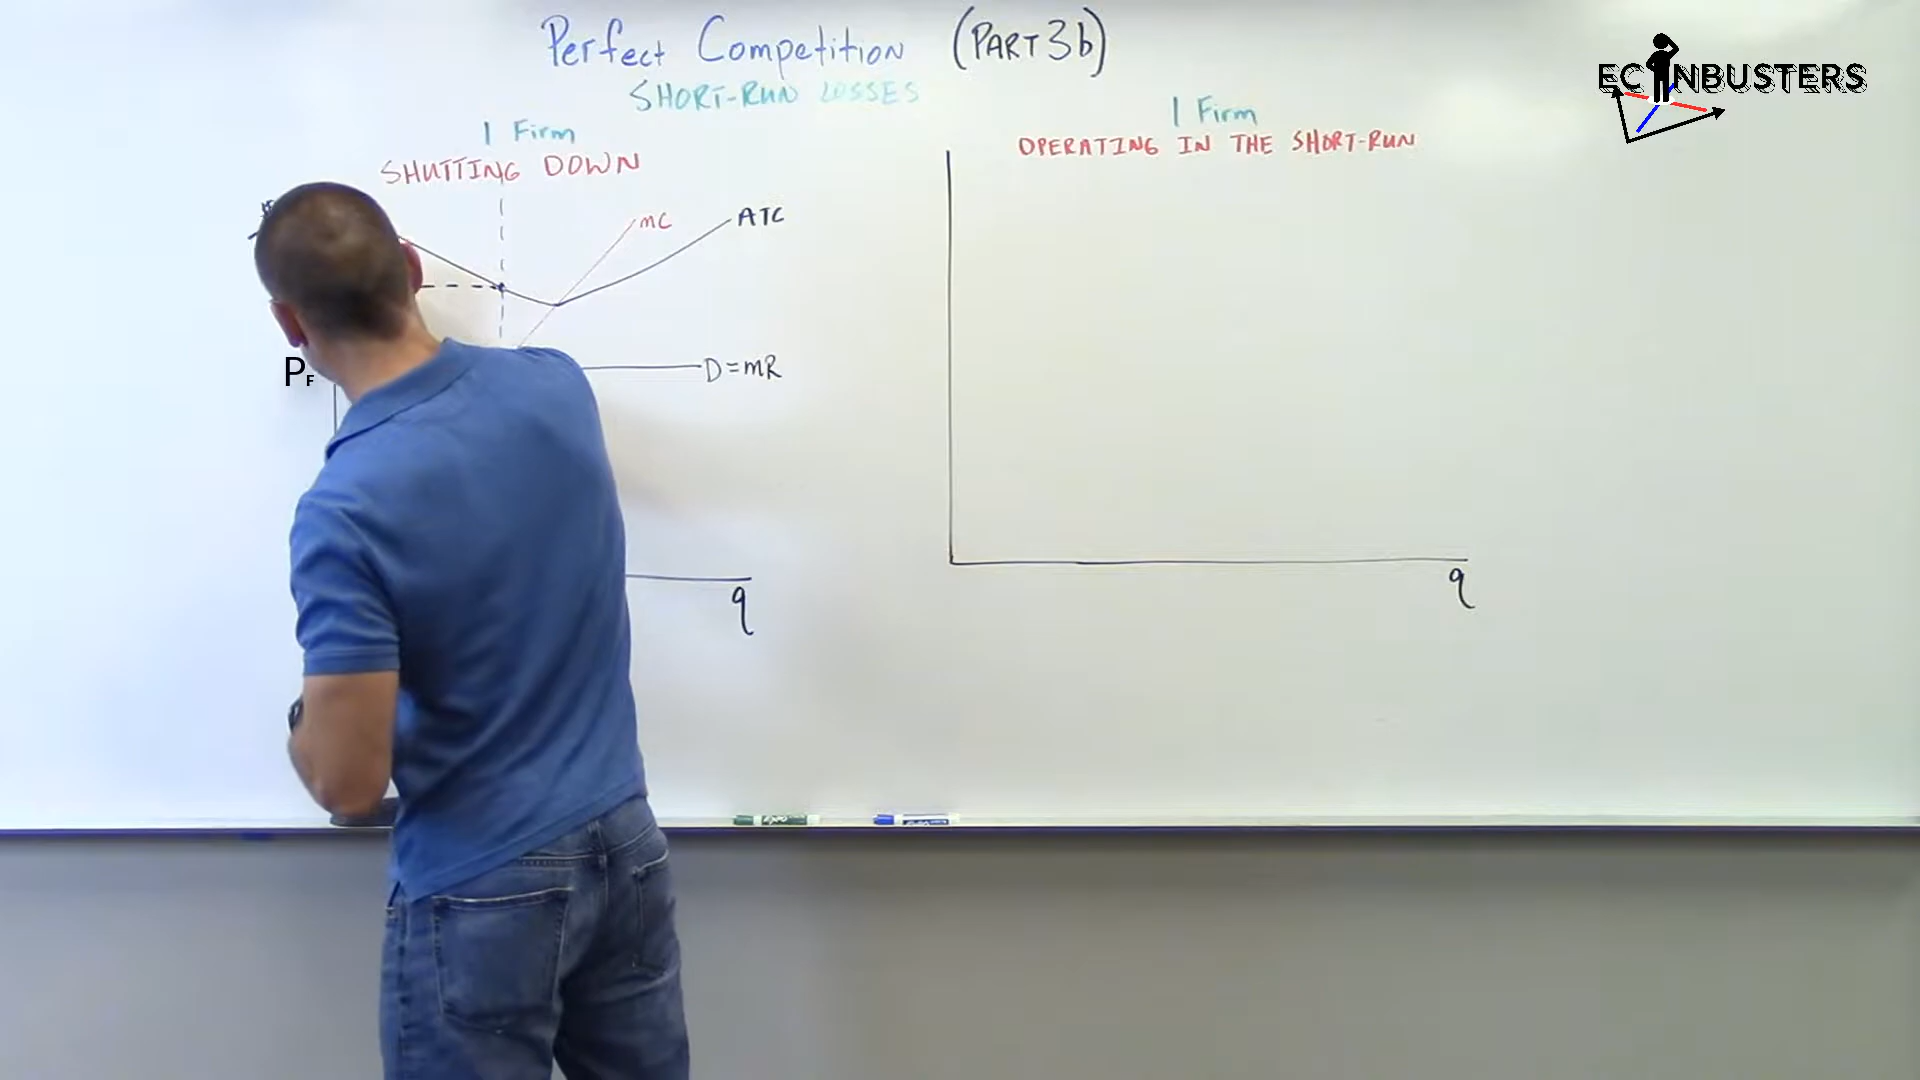 Perfect Competition (PART 3b)
SHORT-RUN LOSSES
ECONBUSTERS
1 Firm
SHUTTING DOWN
1 Firm
OPERATING IN THE SHORT-RUN
MC
ATC
PF
D=MR
q
q